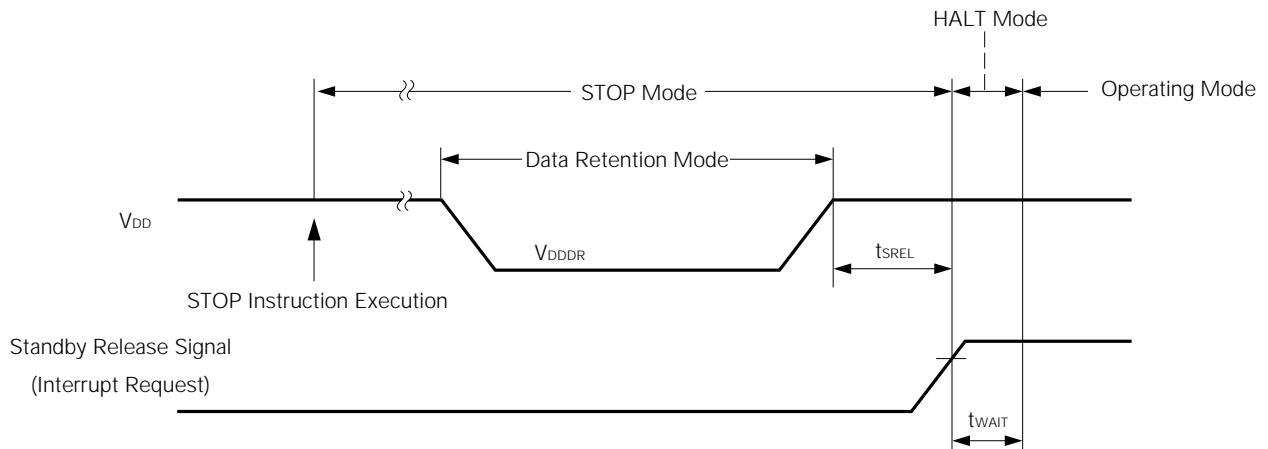 HALT Mode
STOP Mode
Operating Mode
Data Retention Mode
VDD
VDDDR
tSREL
STOP Instruction Execution
Standby Release Signal
(Interrupt Request)
tWAIT